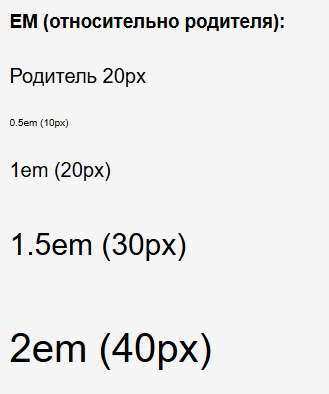 EM (относительно родителя):
Родитель 20px
0.5em (10px)
1em (20px)
1.5em (30px)
2em (40px)